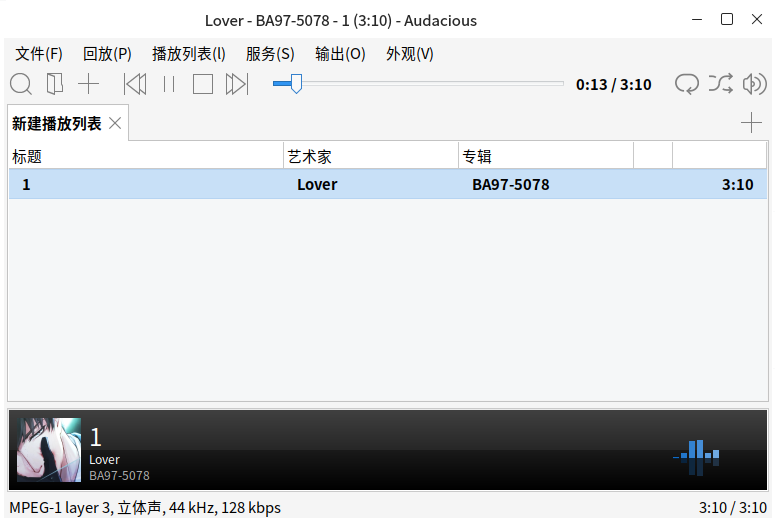 Lover - BA97-5078 - 1 (3:10) - Audacious
文件(F) 回放(P) 播放列表(l) 服务(S) 输出(O) 外观(V)
0:13 / 3:10
新建播放列表
标题 艺术家 专辑
1 Lover BA97-5078 3:10
1
Lover
BA97-5078
MPEG-1 layer 3, 立体声, 44 kHz, 128 kbps 3:10 / 3:10